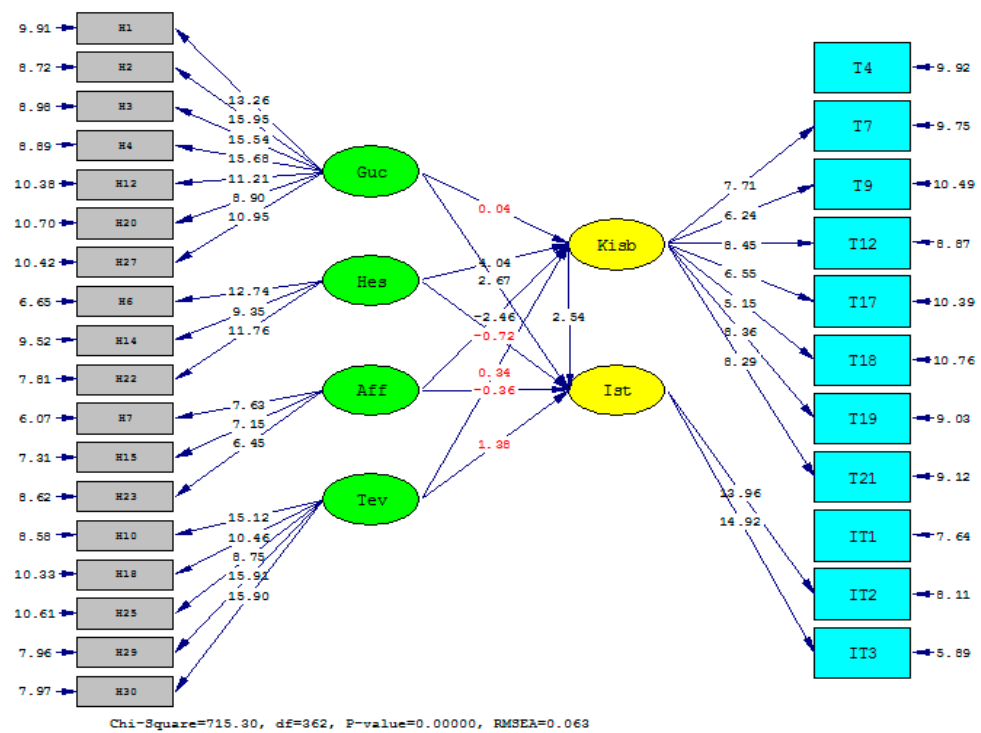 9.91 H1
8.72 H2
8.98 H3
8.89 H4
10.38 H12
10.70 H20
10.42 H27
6.65 H6
9.52 H14
7.81 H22
6.07 H7
7.31 H15
8.62 H23
8.58 H10
10.33 H18
10.61 H25
7.96 H29
7.97 H30
13.26
15.95
15.54
15.68
11.21
8.90
10.95
12.74
9.35
11.76
7.63
7.15
6.45
15.12
10.46
8.75
15.91
15.90
Guc
Hes
Aff
Tev
0.04
4.04
2.67
-2.46
-0.72
0.34
-0.36
1.38
2.54
Kisb
Ist
7.71
6.24
8.45
6.55
5.15
8.36
8.29
13.96
14.92
T4 9.92
T7 9.75
T9 10.49
T12 8.87
T17 10.39
T18 10.76
T19 9.03
T21 9.12
IT1 7.64
IT2 8.11
IT3 5.89
Chi-Square=715.30, df=362, P-value=0.00000, RMSEA=0.063